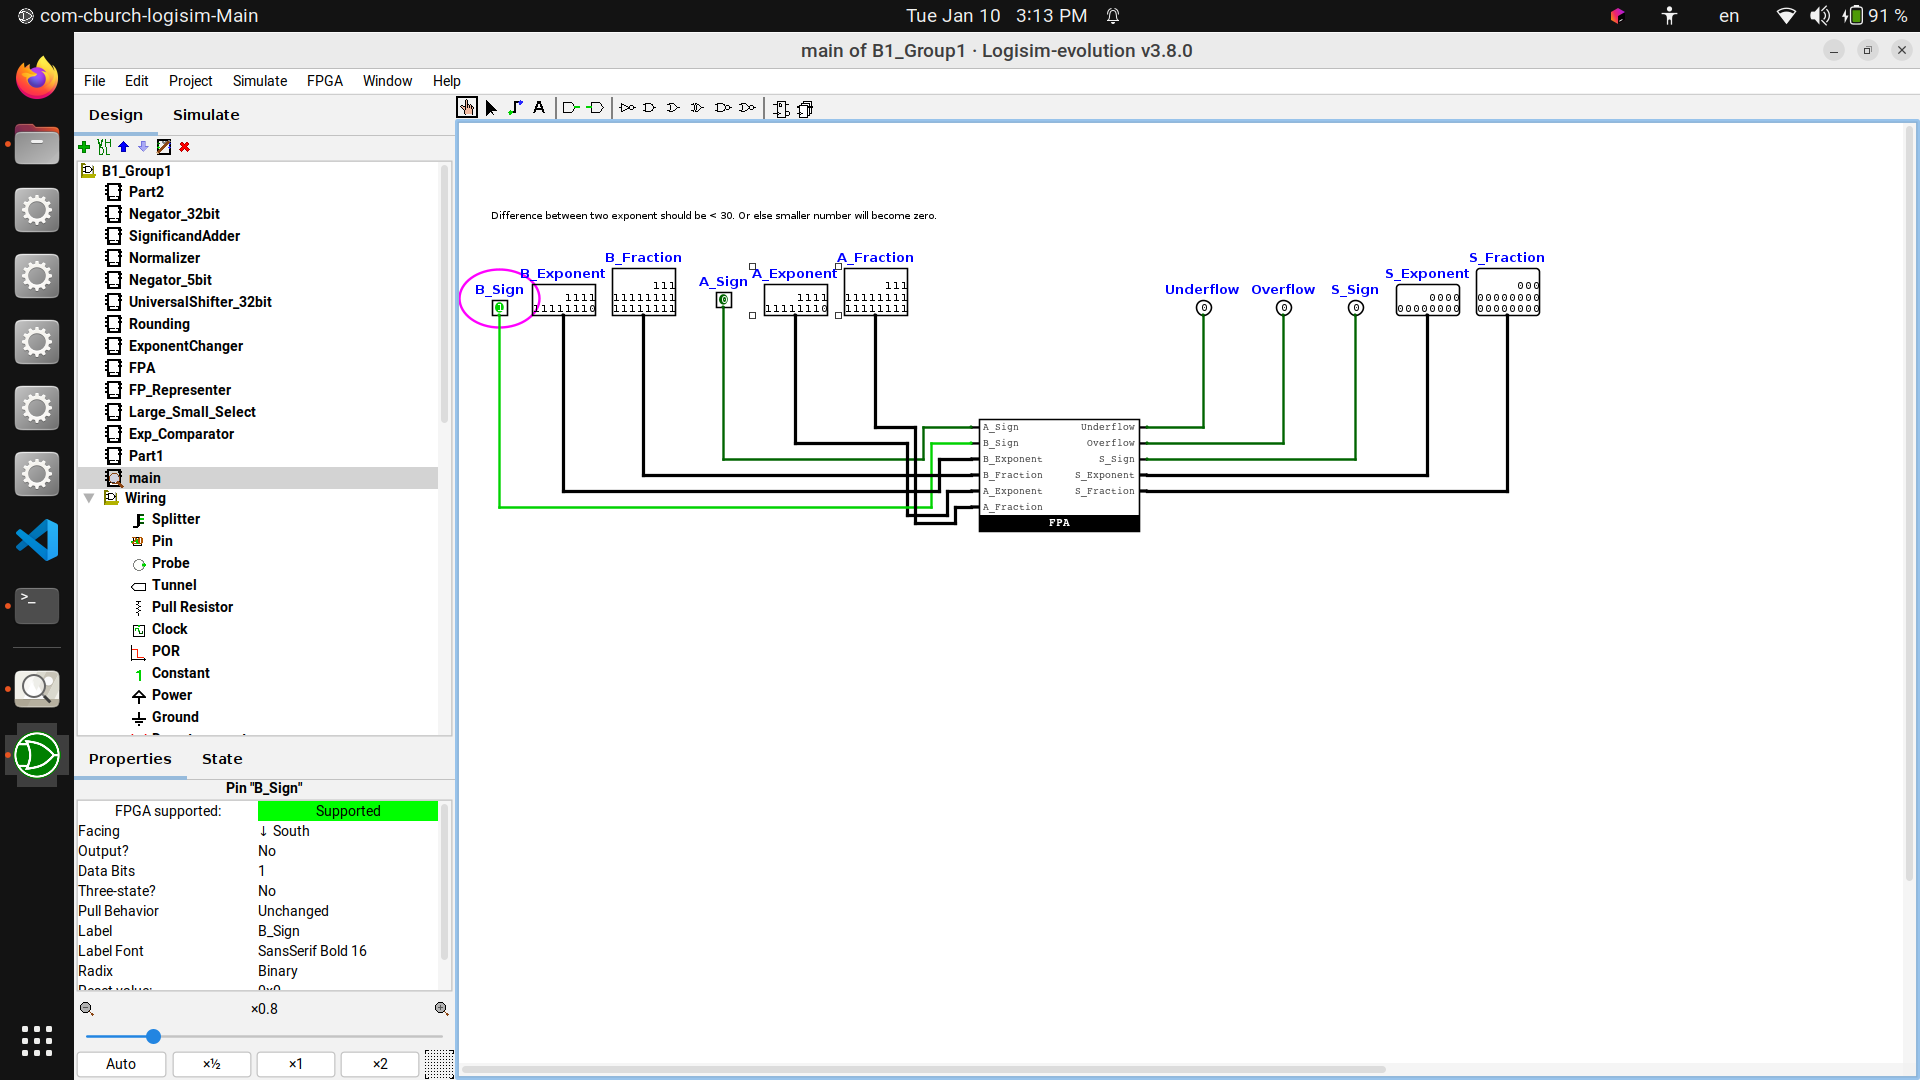 com-cburch-logisim-Main
Tue Jan 10 3:13 PM
en
91 %
main of B1_Group1 · Logisim-evolution v3.8.0
File Edit Project Simulate FPGA Window Help
Design Simulate
A
VH
DL
B1_Group1
Part2
Negator_32bit
SignificandAdder
Normalizer
Negator_5bit
UniversalShifter_32bit
Rounding
ExponentChanger
FPA
FP_Representer
Large_Small_Select
Exp_Comparator
Part1
main
Wiring
Splitter
Pin
Probe
Tunnel
Pull Resistor
Clock
POR
Constant
Power
Ground
Properties State
Pin "B_Sign"
FPGA supported: Supported
Facing ↓ South
Output? No
Data Bits 1
Three-state? No
Pull Behavior Unchanged
Label B_Sign
Label Font SansSerif Bold 16
Radix Binary
×0.8
Auto ×½ ×1 ×2
Difference between two exponent should be < 30. Or else smaller number will become zero.
B_Sign
1
B_Exponent
1111
11111110
B_Fraction
111
11111111
11111111
A_Sign
0
A_Exponent
1111
11111110
A_Fraction
111
11111111
11111111
Underflow
0
Overflow
0
S_Sign
0
S_Exponent
0000
00000000
S_Fraction
000
00000000
00000000
A_Sign Underflow
B_Sign Overflow
B_Exponent S_Sign
B_Fraction S_Exponent
A_Exponent S_Fraction
A_Fraction
FPA